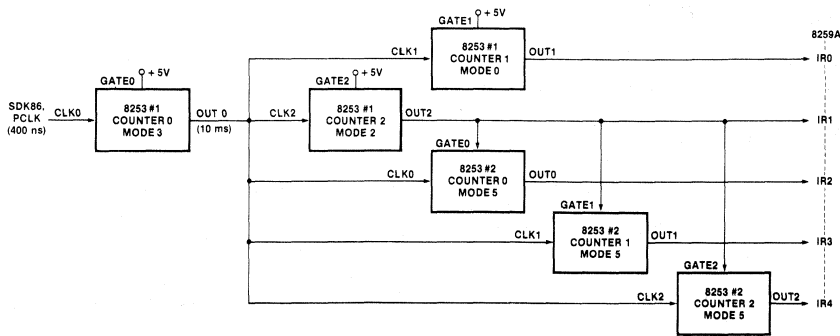 GATE1
+ 5V
8253 #1
COUNTER 1
MODE 0
CLK1
OUT1
8259A
IR0
GATE0
+ 5V
SDK86,
PCLK
(400 ns)
CLK0
8253 #1
COUNTER 0
MODE 3
OUT 0
(10 ms)
GATE2
+ 5V
CLK2
8253 #1
COUNTER 2
MODE 2
OUT2
IR1
GATE0
CLK0
8253 #2
COUNTER 0
MODE 5
OUT0
IR2
GATE1
CLK1
8253 #2
COUNTER 1
MODE 5
OUT1
IR3
GATE2
CLK2
8253 #2
COUNTER 2
MODE 5
OUT2
IR4